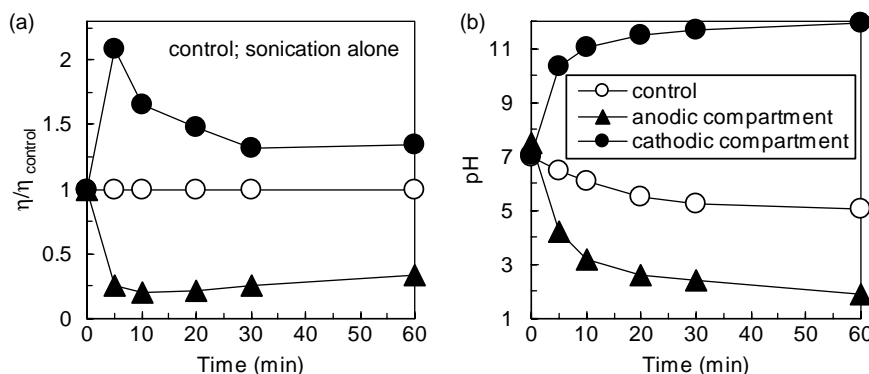 (a)
control; sonication alone
η/ηcontrol
2
1.5
1
0.5
0
0 10 20 30 40 50 60
Time (min)
(b)
control
anodic compartment
cathodic compartment
pH
11
9
7
5
3
1
0 10 20 30 40 50 60
Time (min)